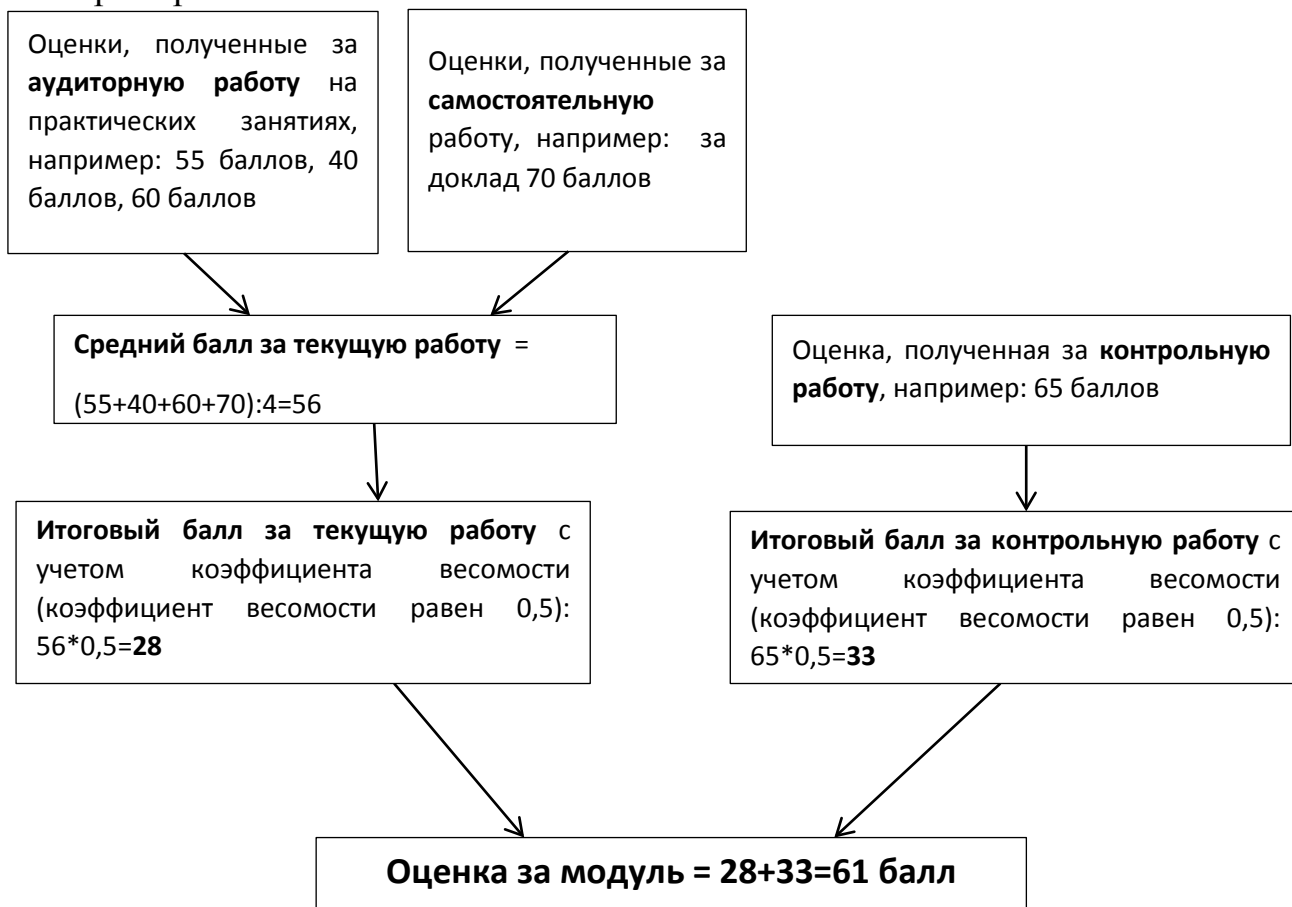 Оценки, полученные за
аудиторную работу на
практических занятиях,
например: 55 баллов, 40
баллов, 60 баллов
Оценки, полученные за
самостоятельную
работу, например: за
доклад 70 баллов
Средний балл за текущую работу =
(55+40+60+70):4=56
Оценка, полученная за контрольную
работу, например: 65 баллов
Итоговый балл за текущую работу с
учетом коэффициента весомости
(коэффициент весомости равен 0,5):
56*0,5=28
Итоговый балл за контрольную работу с
учетом коэффициента весомости
(коэффициент весомости равен 0,5):
65*0,5=33
Оценка за модуль = 28+33=61 балл